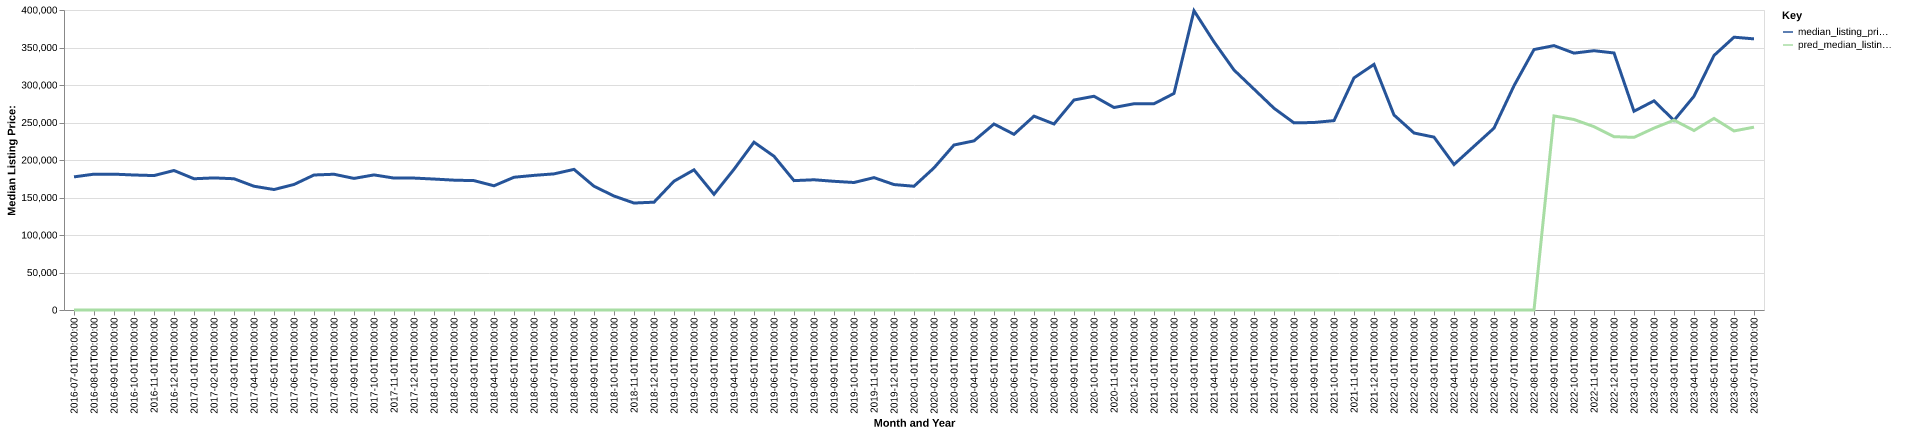 400,000
350,000
300,000
250,000
200,000
150,000
100,000
50,000
0
Median Listing Price:
2016-07-01T00:00:00
2016-08-01T00:00:00
2016-09-01T00:00:00
2016-10-01T00:00:00
2016-11-01T00:00:00
2016-12-01T00:00:00
2017-01-01T00:00:00
2017-02-01T00:00:00
2017-03-01T00:00:00
2017-04-01T00:00:00
2017-05-01T00:00:00
2017-06-01T00:00:00
2017-07-01T00:00:00
2017-08-01T00:00:00
2017-09-01T00:00:00
2017-10-01T00:00:00
2017-11-01T00:00:00
2017-12-01T00:00:00
2018-01-01T00:00:00
2018-02-01T00:00:00
2018-03-01T00:00:00
2018-04-01T00:00:00
2018-05-01T00:00:00
2018-06-01T00:00:00
2018-07-01T00:00:00
2018-08-01T00:00:00
2018-09-01T00:00:00
2018-10-01T00:00:00
2018-11-01T00:00:00
2018-12-01T00:00:00
2019-01-01T00:00:00
2019-02-01T00:00:00
2019-03-01T00:00:00
2019-04-01T00:00:00
2019-05-01T00:00:00
2019-06-01T00:00:00
2019-07-01T00:00:00
2019-08-01T00:00:00
2019-09-01T00:00:00
2019-10-01T00:00:00
2019-11-01T00:00:00
2019-12-01T00:00:00
2020-01-01T00:00:00
2020-02-01T00:00:00
2020-03-01T00:00:00
2020-04-01T00:00:00
2020-05-01T00:00:00
2020-06-01T00:00:00
2020-07-01T00:00:00
2020-08-01T00:00:00
2020-09-01T00:00:00
2020-10-01T00:00:00
2020-11-01T00:00:00
2020-12-01T00:00:00
2021-01-01T00:00:00
2021-02-01T00:00:00
2021-03-01T00:00:00
2021-04-01T00:00:00
2021-05-01T00:00:00
2021-06-01T00:00:00
2021-07-01T00:00:00
2021-08-01T00:00:00
2021-09-01T00:00:00
2021-10-01T00:00:00
2021-11-01T00:00:00
2021-12-01T00:00:00
2022-01-01T00:00:00
2022-02-01T00:00:00
2022-03-01T00:00:00
2022-04-01T00:00:00
2022-05-01T00:00:00
2022-06-01T00:00:00
2022-07-01T00:00:00
2022-08-01T00:00:00
2022-09-01T00:00:00
2022-10-01T00:00:00
2022-11-01T00:00:00
2022-12-01T00:00:00
2023-01-01T00:00:00
2023-02-01T00:00:00
2023-03-01T00:00:00
2023-04-01T00:00:00
2023-05-01T00:00:00
2023-06-01T00:00:00
2023-07-01T00:00:00
Month and Year
Key
median_listing_pri…
pred_median_listin…